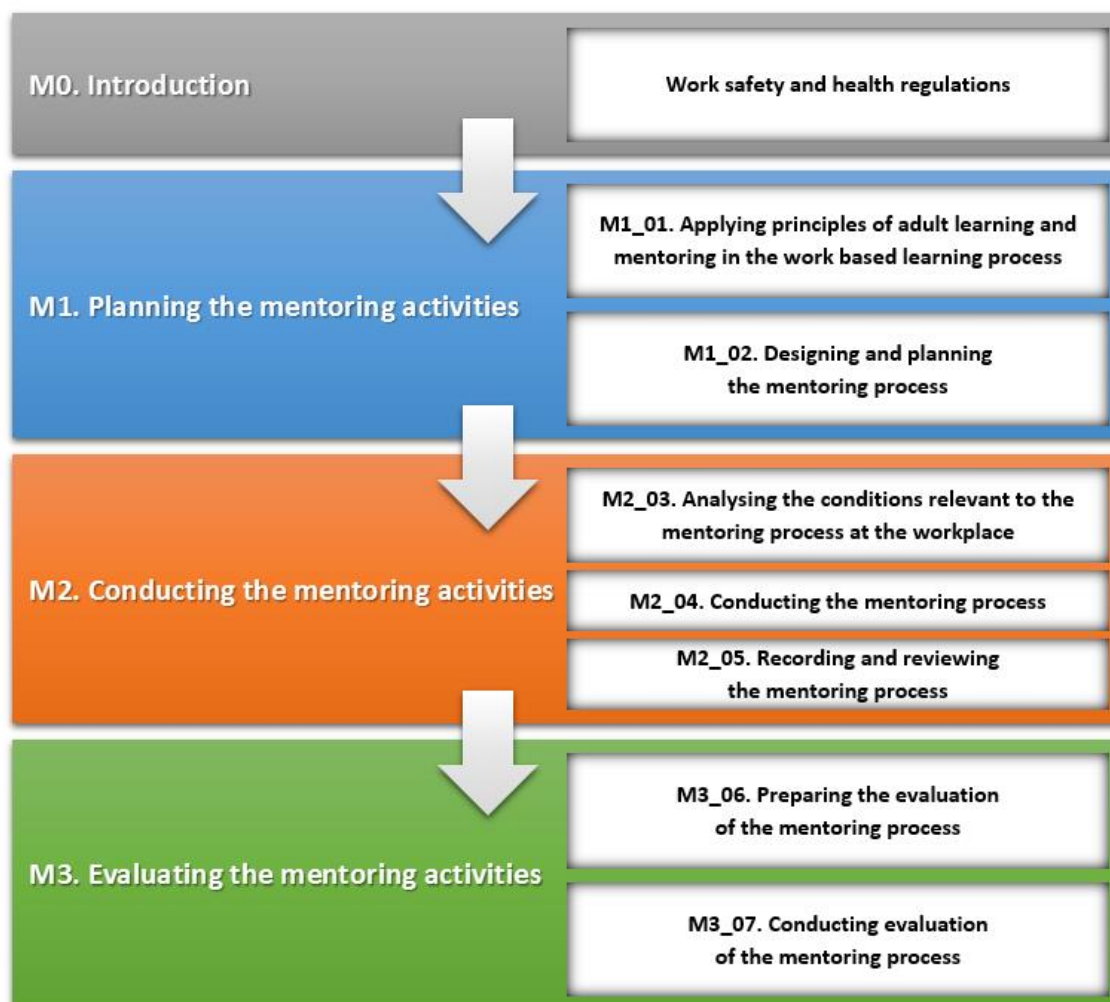 M0. Introduction
Work safety and health regulations
M1. Planning the mentoring activities
M1_01. Applying principles of adult learning and
mentoring in the work based learning process
M1_02. Designing and planning
the mentoring process
M2. Conducting the mentoring activities
M2_03. Analysing the conditions relevant to the
mentoring process at the workplace
M2_04. Conducting the mentoring process
M2_05. Recording and reviewing
the mentoring process
M3. Evaluating the mentoring activities
M3_06. Preparing the evaluation
of the mentoring process
M3_07. Conducting evaluation
of the mentoring process